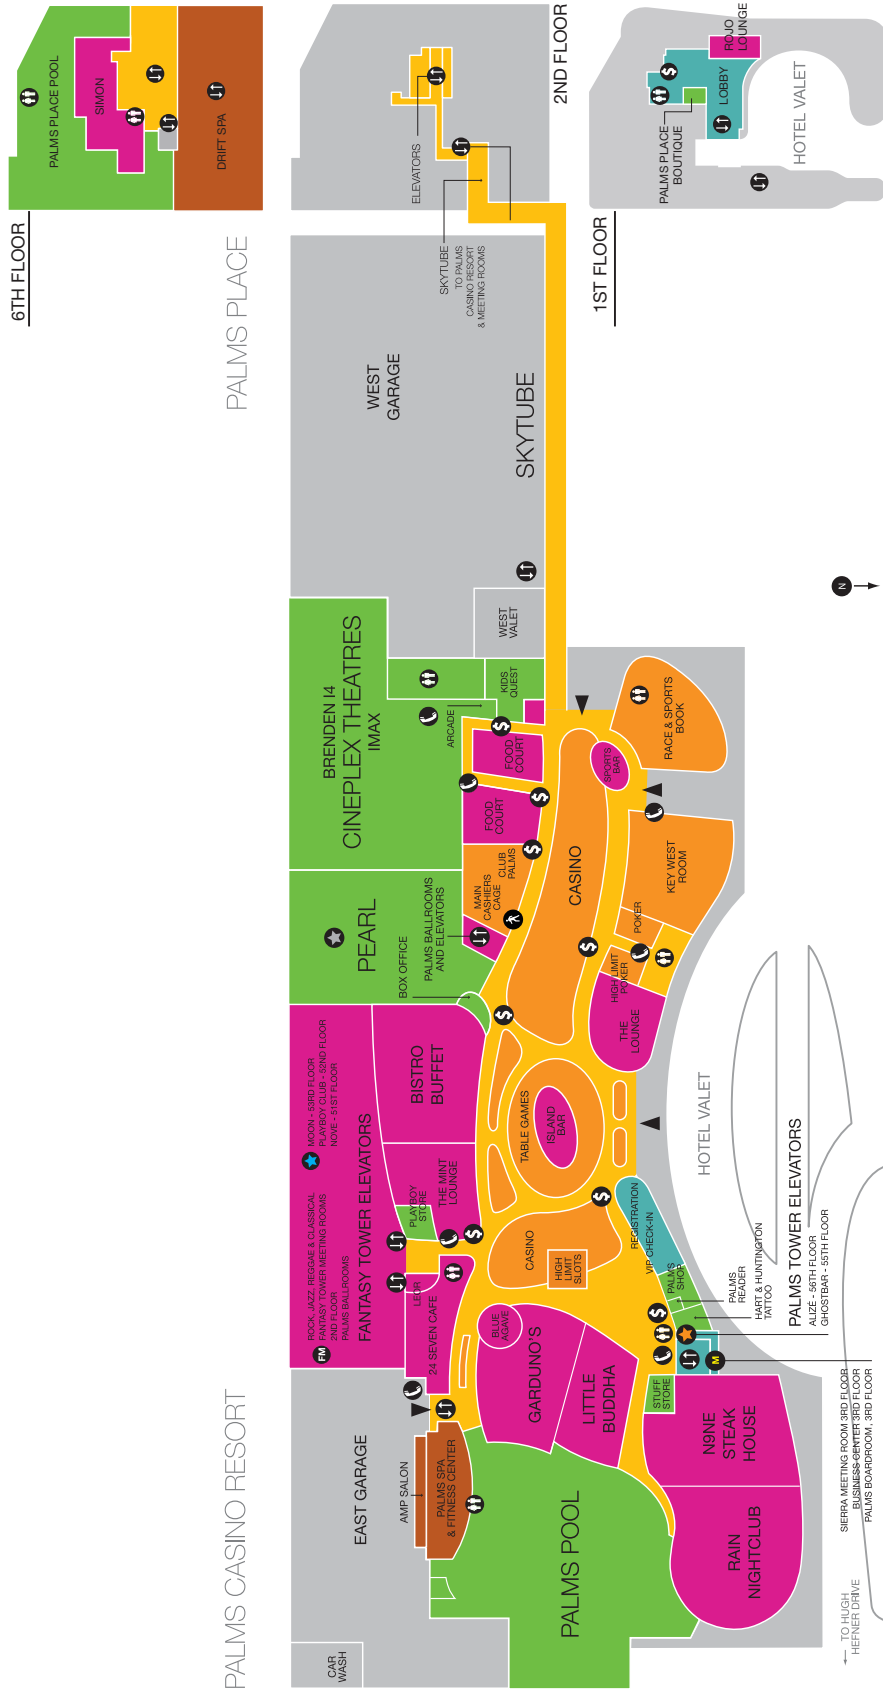 PALMS CASINO RESORT
PALMS PLACE
6TH FLOOR
PALMS PLACE POOL
SIMON
DRIFT SPA
2ND FLOOR
ELEVATORS
SKYTUBE
TO PALMS
CASINO RESORT
& MEETING ROOMS
1ST FLOOR
ROJO
LOUNGE
LOBBY
PALMS PLACE
BOUTIQUE
HOTEL VALET
WEST
GARAGE
SKYTUBE
WEST
VALET
BRENDEN 14
CINEPLEX THEATRES
IMAX
KIDS
QUEST
ARCADE
FOOD
COURT
FOOD
COURT
CLUB
PALMS
MAIN
CASHIERS
CAGE
PALMS BALLROOMS
AND ELEVATORS
PEARL
BOX OFFICE
RACE & SPORTS
BOOK
SPORTS
BAR
CASINO
KEY WEST
ROOM
POKER
HIGH LIMIT
POKER
THE
LOUNGE
MOON - 53RD FLOOR
PLAYBOY CLUB - 52ND FLOOR
NOVE - 51ST FLOOR
ROCK, JAZZ, REGGAE & CLASSICAL
FANTASY TOWER MEETING ROOMS
2ND FLOOR
PALMS BALLROOMS
FM
FANTASY TOWER ELEVATORS
BISTRO
BUFFET
THE MINT
LOUNGE
PLAYBOY
STORE
TABLE GAMES
ISLAND
BAR
CASINO
HIGH
LIMIT
SLOTS
LEOR
24 SEVEN CAFE
BLUE
AGAVE
GARDUNO'S
LITTLE
BUDDHA
REGISTRATION
VIP CHECK-IN
PALMS
SHOP
PALMS
READER
HART & HUNTINGTON
TATTOO
HOTEL VALET
PALMS TOWER ELEVATORS
ALIZÉ - 56TH FLOOR
GHOSTBAR - 55TH FLOOR
M
SIERRA MEETING ROOM 3RD FLOOR
BUSINESS CENTER 3RD FLOOR
PALMS BOARDROOM, 3RD FLOOR
STUFF
STORE
N9NE
STEAK
HOUSE
RAIN
NIGHTCLUB
EAST GARAGE
AMP SALON
PALMS SPA
& FITNESS CENTER
PALMS POOL
CAR
WASH
TO HUGH
HEFNER DRIVE
N